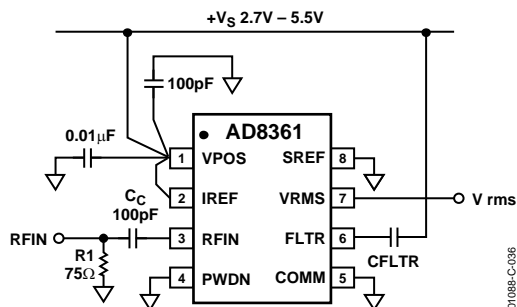 +VS 2.7V – 5.5V
100pF
0.01µF
AD8361
1 VPOS SREF 8
2 IREF VRMS 7
V rms
CC
100pF
RFIN
3 RFIN FLTR 6
R1
75Ω
CFLTR
4 PWDN COMM 5
01088-C-036